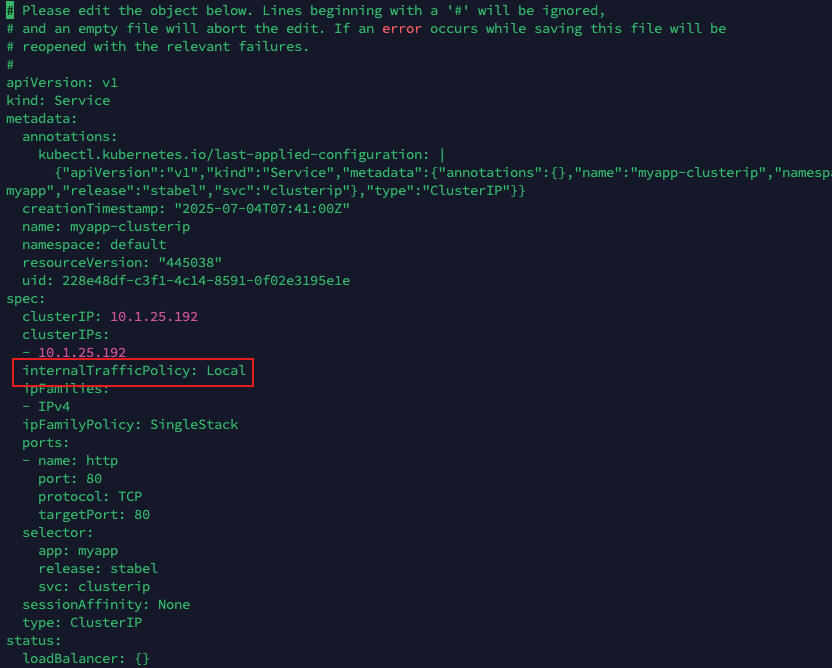 # Please edit the object below. Lines beginning with a '#' will be ignored,
# and an empty file will abort the edit. If an error occurs while saving this file will be
# reopened with the relevant failures.
#
apiVersion: v1
kind: Service
metadata:
  annotations:
    kubectl.kubernetes.io/last-applied-configuration: |
      {"apiVersion":"v1","kind":"Service","metadata":{"annotations":{},"name":"myapp-clusterip","namespa
myapp","release":"stabel","svc":"clusterip"},"type":"ClusterIP"}}
  creationTimestamp: "2025-07-04T07:41:00Z"
  name: myapp-clusterip
  namespace: default
  resourceVersion: "445038"
  uid: 228e48df-c3f1-4c14-8591-0f02e3195e1e
spec:
  clusterIP: 10.1.25.192
  clusterIPs:
  - 10.1.25.192
  internalTrafficPolicy: Local
  ipFamilies:
  - IPv4
  ipFamilyPolicy: SingleStack
  ports:
  - name: http
    port: 80
    protocol: TCP
    targetPort: 80
  selector:
    app: myapp
    release: stabel
    svc: clusterip
  sessionAffinity: None
  type: ClusterIP
status:
  loadBalancer: {}